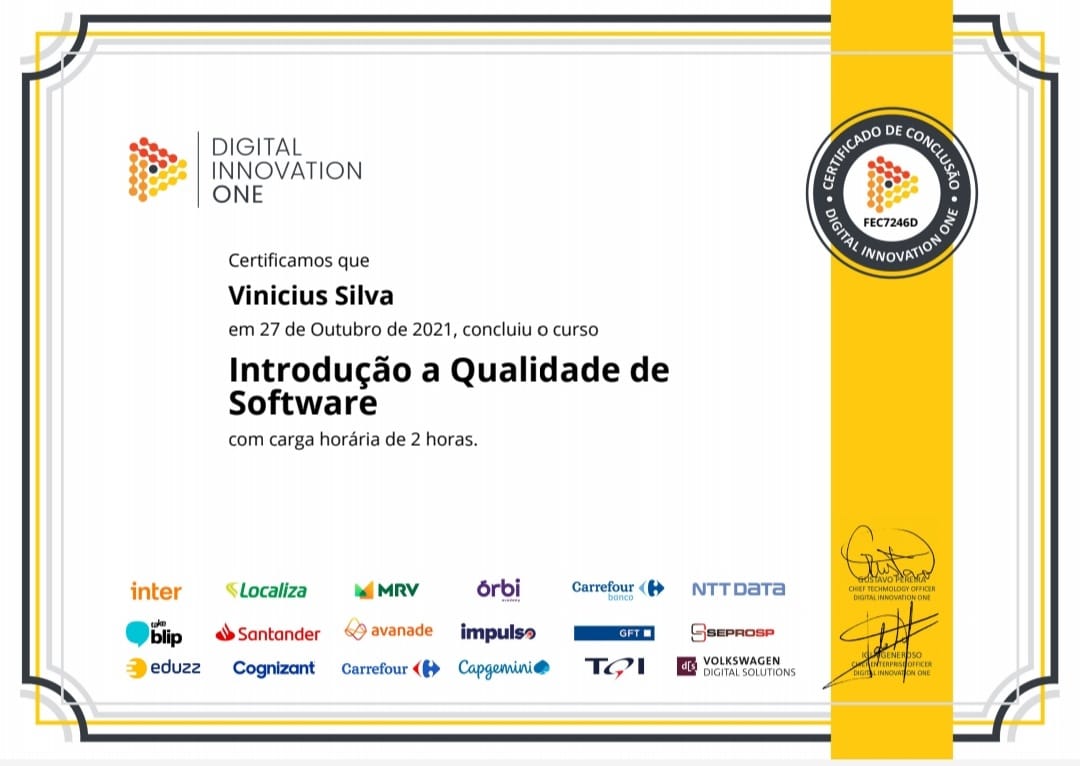 DIGITAL
INNOVATION
ONE
CERTIFICADO DE CONCLUSÃO
FEC7246D
DIGITAL INNOVATION ONE
Certificamos que
Vinicius Silva
em 27 de Outubro de 2021, concluiu o curso
Introdução a Qualidade de
Software
com carga horária de 2 horas.
inter
Localiza
MRV
órbi
Carrefour
banco
NTT DATA
take
blip
Santander
avanade
impulso
GFT
SEPROSP
eduzz
Cognizant
Carrefour
Capgemini
TQI
d[s]
VOLKSWAGEN
DIGITAL SOLUTIONS
GUSTAVO PEREIRA
CHIEF TECHNOLOGY OFFICER
DIGITAL INNOVATION ONE
GENEROSO
OFFICER
DIGITAL INNOVATION ONE